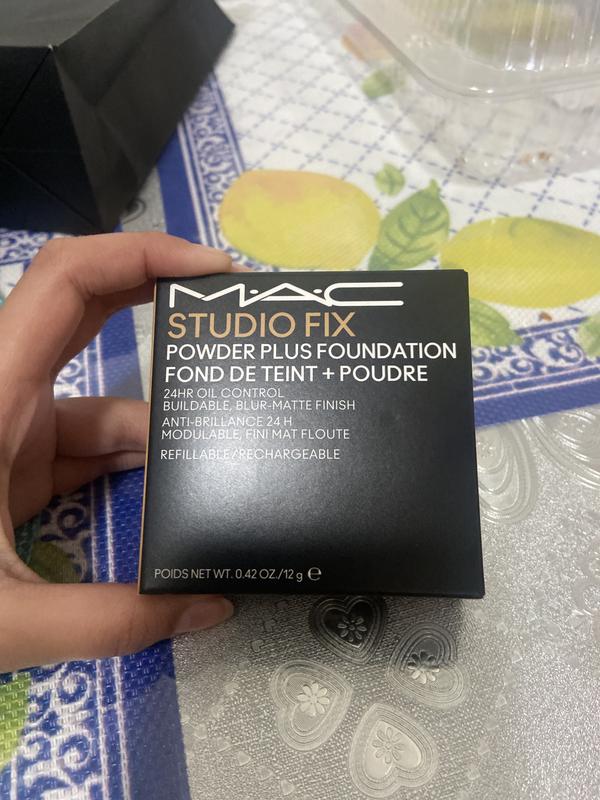 M·A·C
STUDIO FIX
POWDER PLUS FOUNDATION
FOND DE TEINT + POUDRE
24HR OIL CONTROL
BUILDABLE, BLUR-MATTE FINISH
ANTI-BRILLANCE 24 H
MODULABLE, FINI MAT FLOUTE
REFILLABLE/RECHARGEABLE
POIDS NET WT. 0.42 OZ./12 g ℮